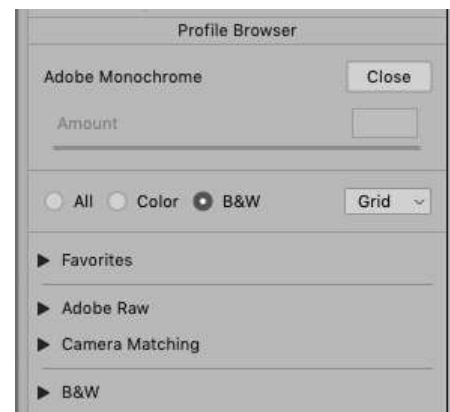 Profile Browser
Adobe Monochrome Close
Amount
All Color B&W Grid
Favorites
Adobe Raw
Camera Matching
B&W